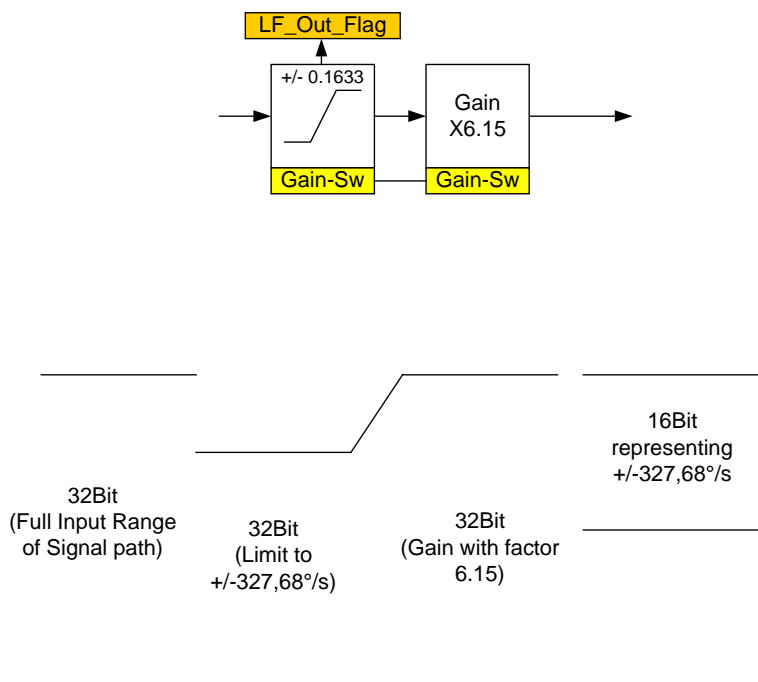 LF_Out_Flag
+/- 0.1633
Gain
X6.15
Gain-Sw
Gain-Sw
16Bit
representing
+/-327,68°/s
32Bit
(Full Input Range
of Signal path)
32Bit
(Limit to
+/-327,68°/s)
32Bit
(Gain with factor
6.15)